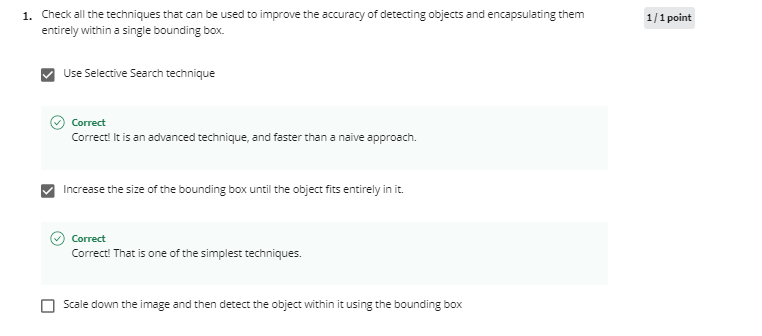 1. Check all the techniques that can be used to improve the accuracy of detecting objects and encapsulating them
entirely within a single bounding box.
1 / 1 point
Use Selective Search technique
Correct
Correct! It is an advanced technique, and faster than a naive approach.
Increase the size of the bounding box until the object fits entirely in it.
Correct
Correct! That is one of the simplest techniques.
Scale down the image and then detect the object within it using the bounding box